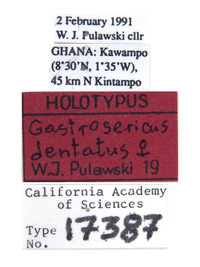 2 February 1991
W. J. Pulawski cllr
GHANA: Kawampo
(8°30'N, 1°35'W),
45 km N Kintampo
HOLOTYPUS
Gastrosericus
dentatus ♀
W.J. Pulawski 19
California Academy
of Sciences
Type
No. 17387